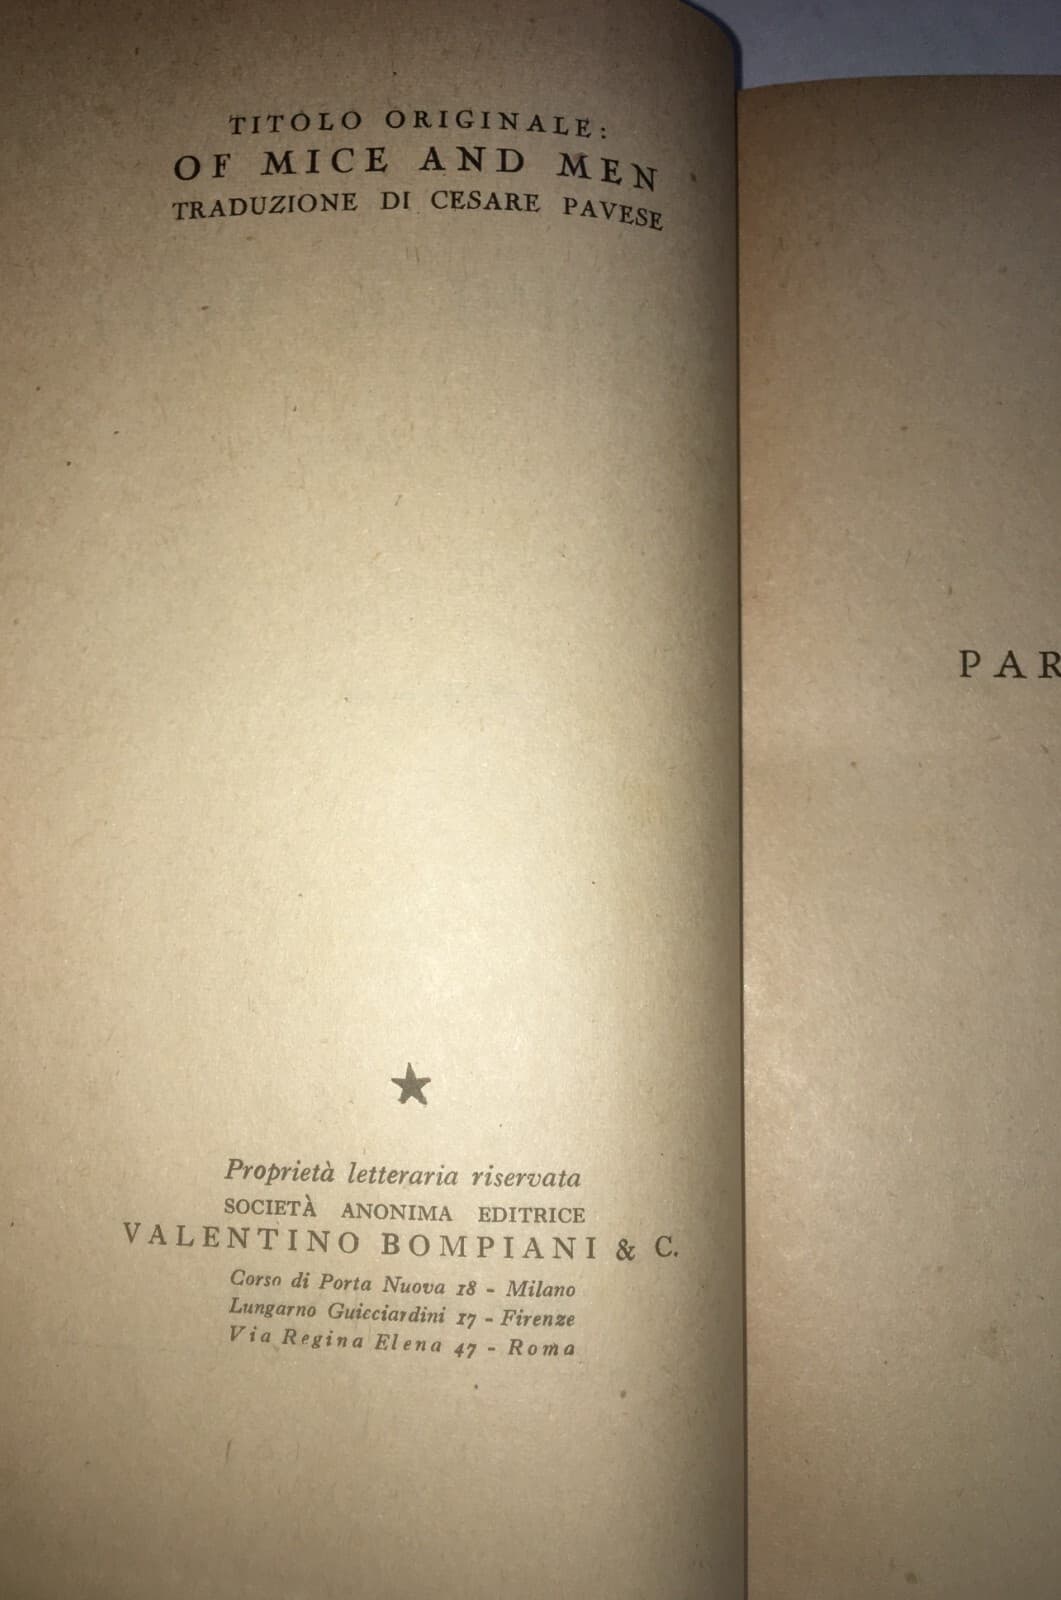 TITOLO ORIGINALE:
OF MICE AND MEN
TRADUZIONE DI CESARE PAVESE
Proprietà letteraria riservata
SOCIETÀ ANONIMA EDITRICE
VALENTINO BOMPIANI & C.
Corso di Porta Nuova 18 - Milano
Lungarno Guicciardini 17 - Firenze
Via Regina Elena 47 - Roma
PAR